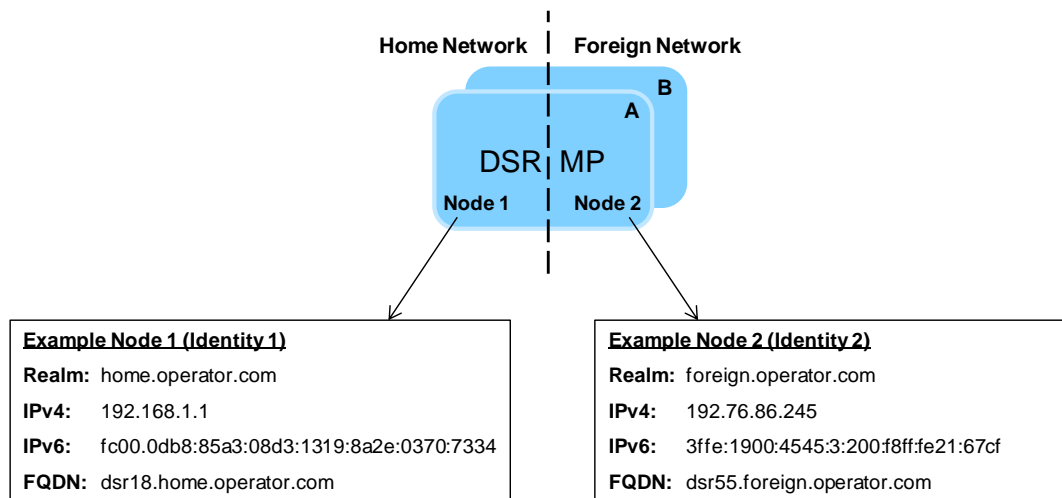 Home Network
Foreign Network
B
A
DSR MP
Node 1
Node 2
Example Node 1 (Identity 1)
Realm: home.operator.com
IPv4: 192.168.1.1
IPv6: fc00.0db8:85a3:08d3:1319:8a2e:0370:7334
FQDN: dsr18.home.operator.com
Example Node 2 (Identity 2)
Realm: foreign.operator.com
IPv4: 192.76.86.245
IPv6: 3ffe:1900:4545:3:200:f8ff:fe21:67cf
FQDN: dsr55.foreign.operator.com